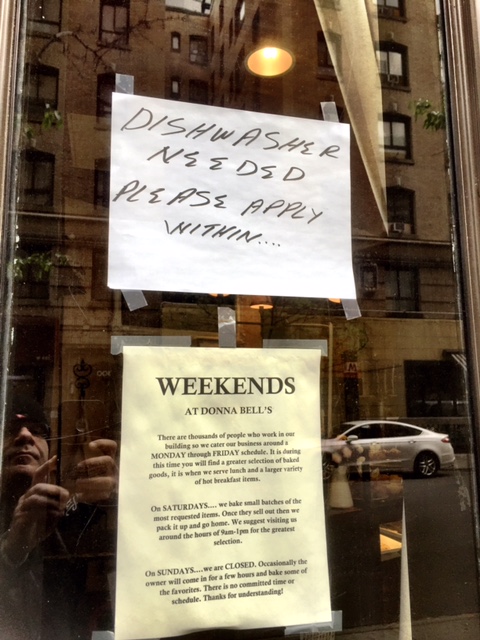 DISHWASHER
NEEDED
PLEASE APPLY
WITHIN....
WEEKENDS
AT DONNA BELL'S
There are thousands of people who work in our
building so we cater our business around a
MONDAY through FRIDAY schedule. It is during
this time you will find a greater selection of baked
goods, it is when we serve lunch and a larger variety
of hot breakfast items.
On SATURDAYS....we bake small batches of the
most requested items. Once they sell out then we
pack it up and go home. We suggest visiting us
around the hours of 9am-1pm for the greatest
selection.
On SUNDAYS....we are CLOSED. Occasionally the
owner will come in for a few hours and bake some of
the favorites. There is no committed time or
schedule. Thanks for understanding!